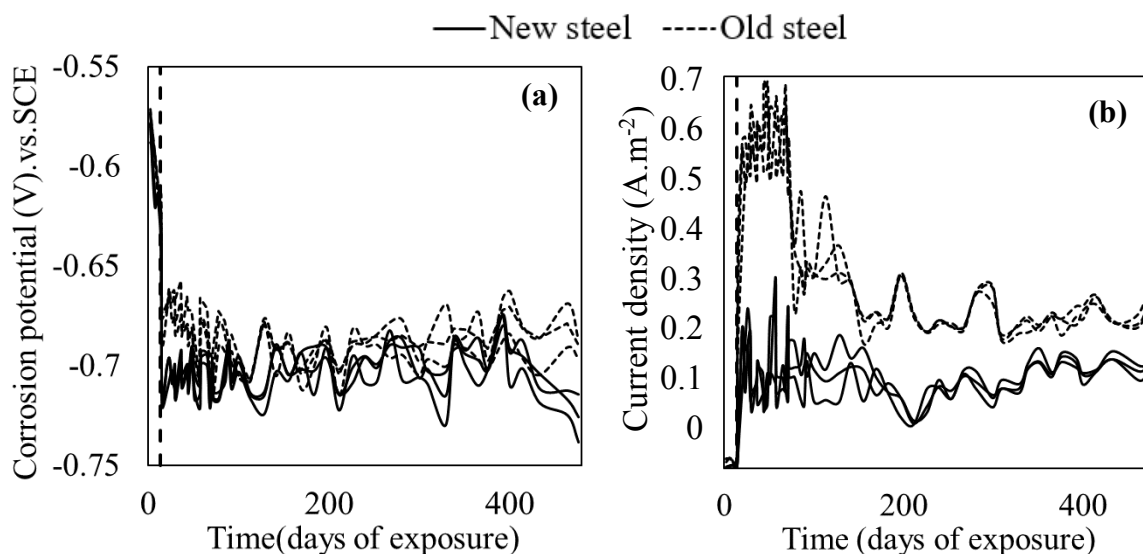 New steel Old steel
(a)
Corrosion potential (V).vs.SCE
-0.55
-0.6
-0.65
-0.7
-0.75
0 200 400
Time(days of exposure)
(b)
Current density (A.m-2)
0.7
0.6
0.5
0.4
0.3
0.2
0.1
0
0 200 400
Time (days of exposure)